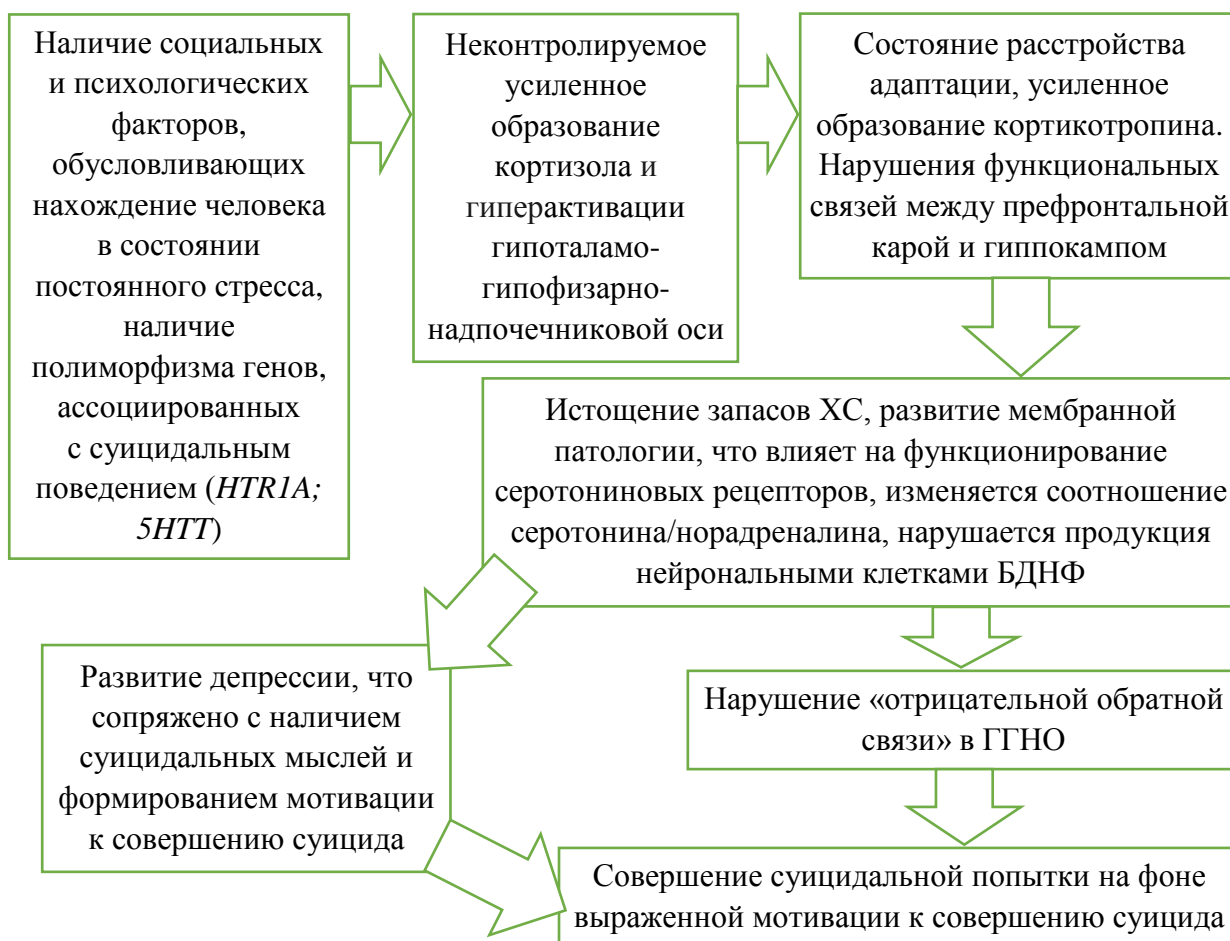 Наличие социальных
и психологических
факторов,
обусловливающих
нахождение человека
в состоянии
постоянного стресса,
наличие
полиморфизма генов,
ассоциированных
с суицидальным
поведением (HTR1A;
5HTT)
Неконтролируемое
усиленное
образование
кортизола и
гиперактивации
гипоталамо-
гипофизарно-
надпочечниковой оси
Состояние расстройства
адаптации, усиленное
образование кортикотропина.
Нарушения функциональных
связей между префронтальной
карой и гиппокампом
Истощение запасов ХС, развитие мембранной
патологии, что влияет на функционирование
серотониновых рецепторов, изменяется соотношение
серотонина/норадреналина, нарушается продукция
нейрональными клетками БДНФ
Развитие депрессии, что
сопряжено с наличием
суицидальных мыслей и
формированием мотивации
к совершению суицида
Нарушение «отрицательной обратной
связи» в ГГНО
Совершение суицидальной попытки на фоне
выраженной мотивации к совершению суицида